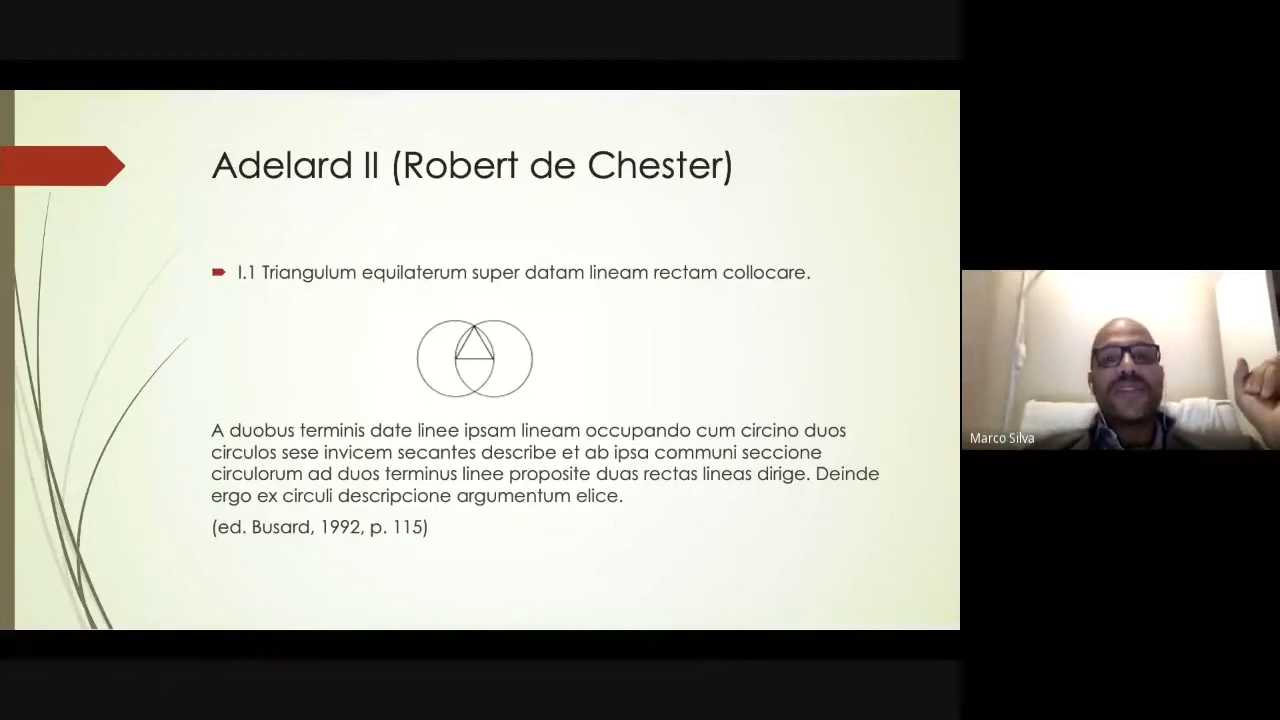 Adelard II (Robert de Chester)
I.1 Triangulum equilaterum super datam lineam rectam collocare.
A duobus terminis date linee ipsam lineam occupando cum circino duos
circulos sese invicem secantes describe et ab ipsa communi seccione
circulorum ad duos terminus linee proposite duas rectas lineas dirige. Deinde
ergo ex circuli descripcione argumentum elice.
(ed. Busard, 1992, p. 115)
Marco Silva